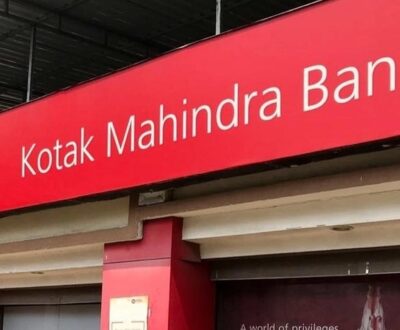 Kotak Mahindra Ban
A world of privileges